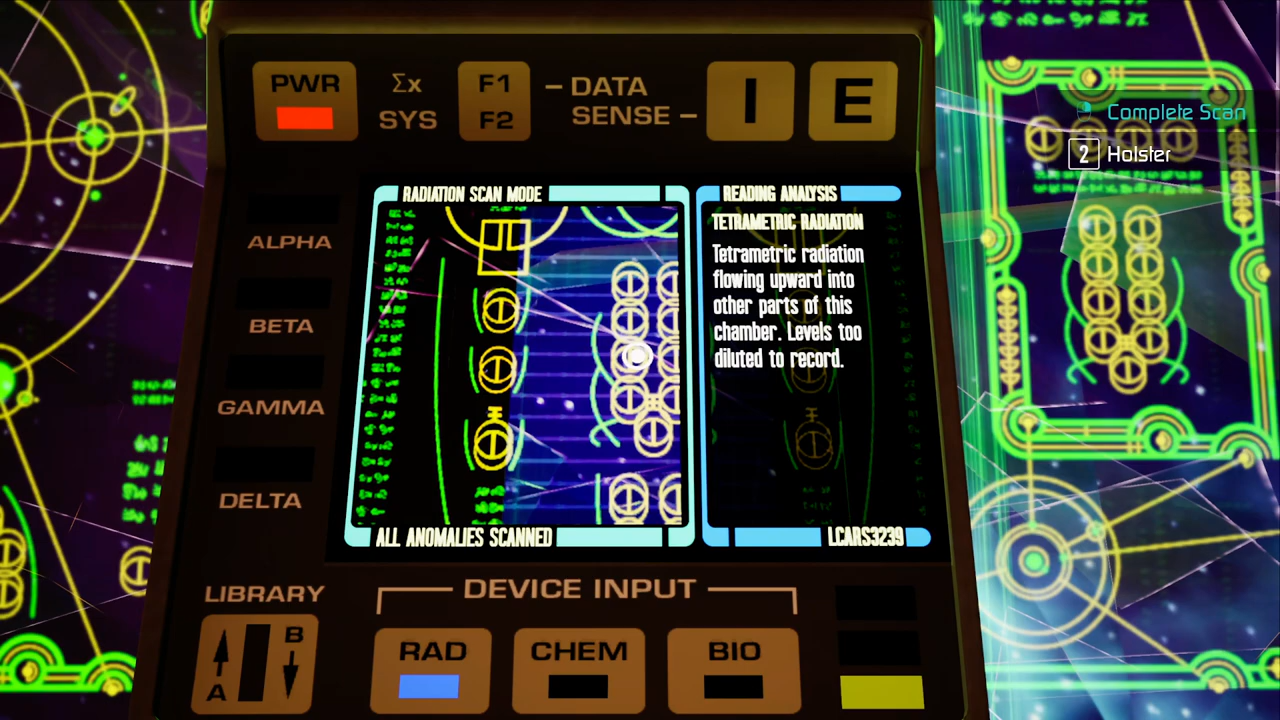 PWR
Σx
SYS
F1
F2
DATA
SENSE
I
E
Complete Scan
2
Holster
RADIATION SCAN MODE
READING ANALYSIS
TETRAMETRIC RADIATION
Tetrametric radiation
flowing upward into
other parts of this
chamber. Levels too
diluted to record.
ALPHA
BETA
GAMMA
DELTA
ALL ANOMALIES SCANNED
LCARS3239
LIBRARY
A
B
DEVICE INPUT
RAD
CHEM
BIO